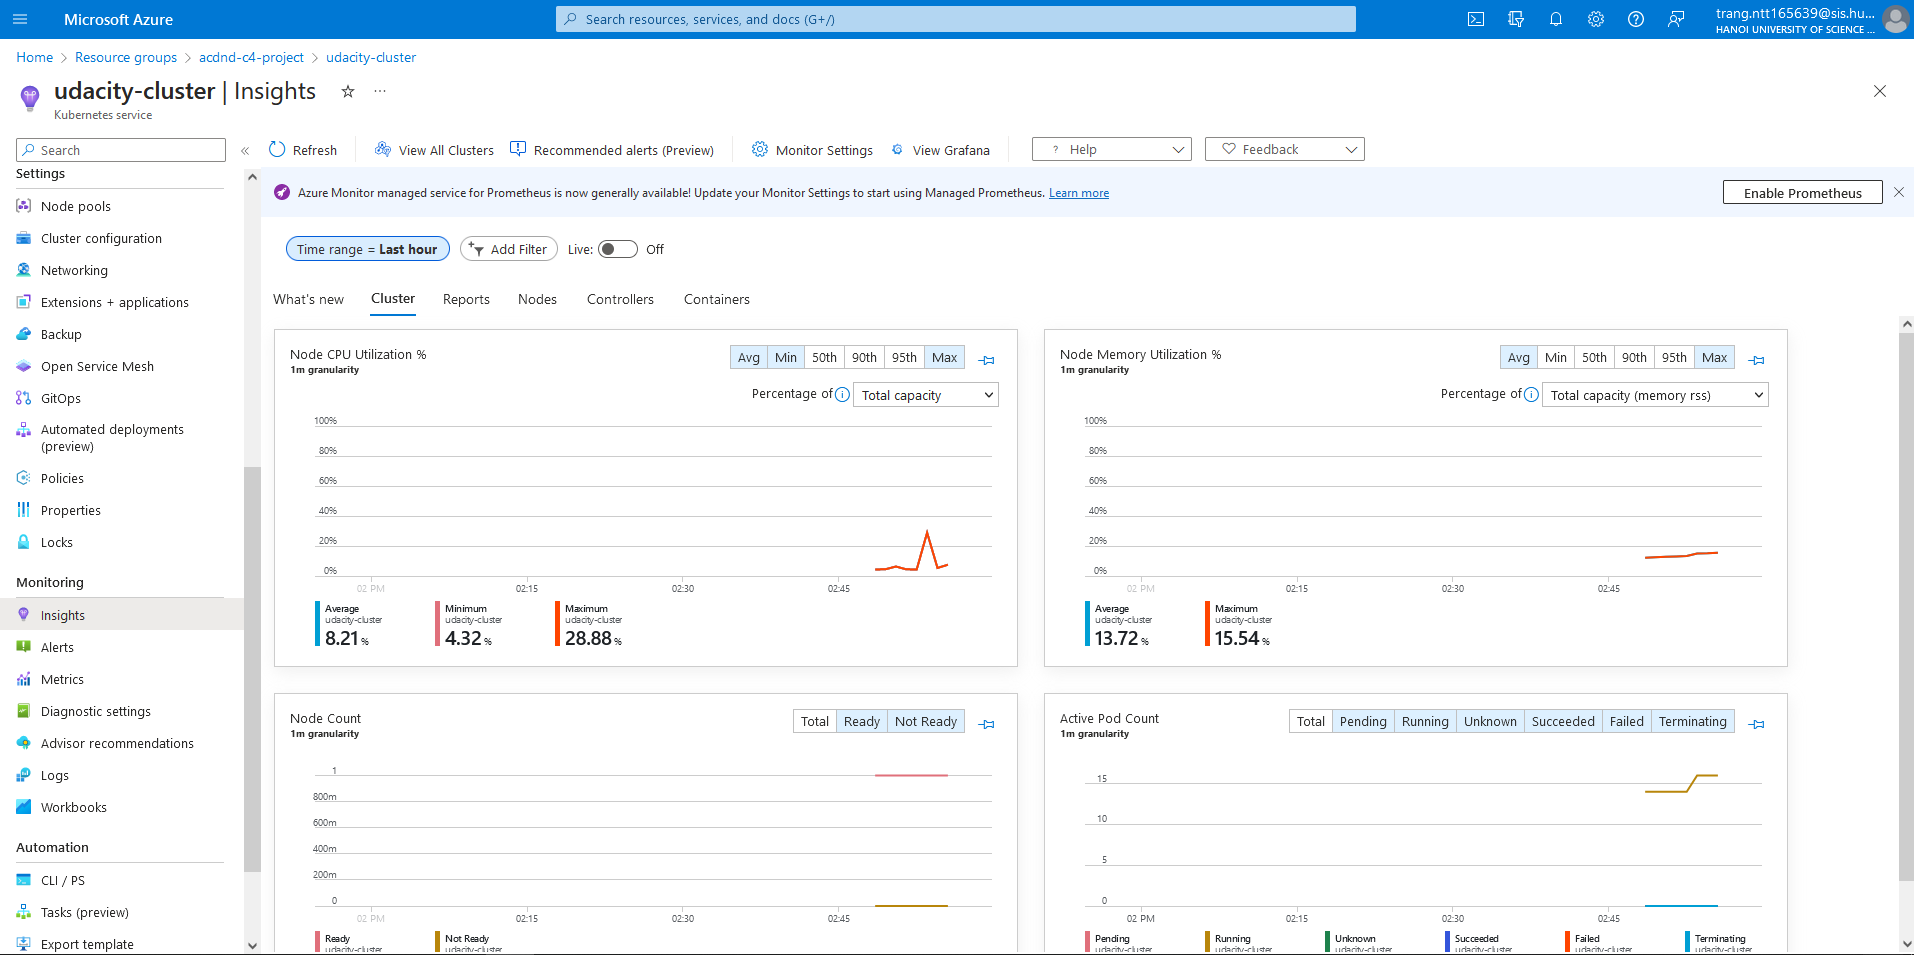 Microsoft Azure
Search resources, services, and docs (G+/)
trang.ntt165639@sis.hu...
HANOI UNIVERSITY OF SCIENCE ...
Home > Resource groups > acdnd-c4-project > udacity-cluster
udacity-cluster | Insights ...
Kubernetes service
Search
«
Refresh
View All Clusters
Recommended alerts (Preview)
Monitor Settings
View Grafana
? Help
Feedback
Settings
Node pools
Cluster configuration
Networking
Extensions + applications
Backup
Open Service Mesh
GitOps
Automated deployments
(preview)
Policies
Properties
Locks
Monitoring
Insights
Alerts
Metrics
Diagnostic settings
Advisor recommendations
Logs
Workbooks
Automation
CLI / PS
Tasks (preview)
Export template
Azure Monitor managed service for Prometheus is now generally available! Update your Monitor Settings to start using Managed Prometheus. Learn more
Enable Prometheus
Time range = Last hour
Add Filter
Live: Off
What's new Cluster Reports Nodes Controllers Containers
Node CPU Utilization %
1m granularity
Avg Min 50th 90th 95th Max
Percentage of Total capacity
100%
80%
60%
40%
20%
0%
02 PM 02:15 02:30 02:45
Average
udacity-cluster
8.21 %
Minimum
udacity-cluster
4.32 %
Maximum
udacity-cluster
28.88 %
Node Memory Utilization %
1m granularity
Avg Min 50th 90th 95th Max
Percentage of Total capacity (memory rss)
100%
80%
60%
40%
20%
0%
02 PM 02:15 02:30 02:45
Average
udacity-cluster
13.72 %
Maximum
udacity-cluster
15.54 %
Node Count
1m granularity
Total Ready Not Ready
1
800m
600m
400m
200m
0
02 PM 02:15 02:30 02:45
Ready
udacity-cluster
Not Ready
udacity-cluster
Active Pod Count
1m granularity
Total Pending Running Unknown Succeeded Failed Terminating
15
10
5
0
02 PM 02:15 02:30 02:45
Pending
udacity-cluster
Running
udacity-cluster
Unknown
udacity-cluster
Succeeded
udacity-cluster
Failed
udacity-cluster
Terminating
udacity-cluster